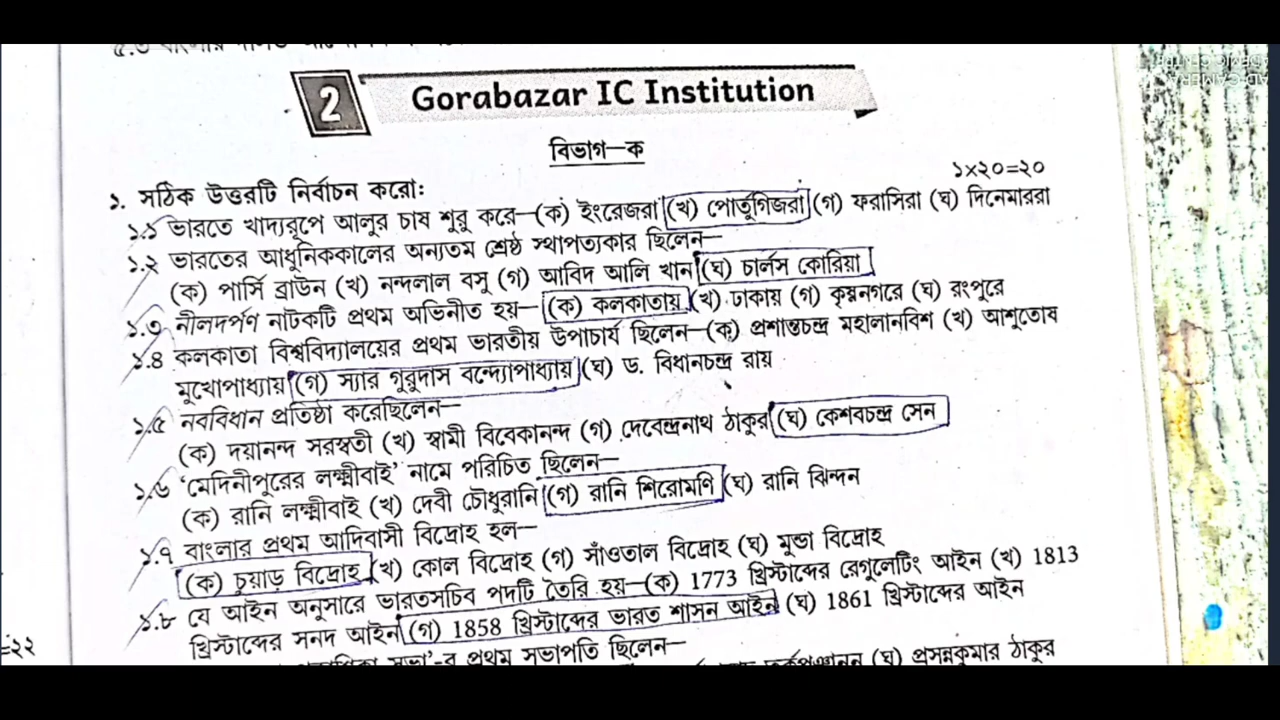 2
Gorabazar IC Institution
বিভাগ—ক
১. সঠিক উত্তরটি নির্বাচন করো: ১×২০=২০
১.১ ভারতে খাদ্যরূপে আলুর চাষ শুরু করে—(ক) ইংরেজরা (খ) পোর্তুগিজরা (গ) ফরাসিরা (ঘ) দিনেমাররা
১.২ ভারতের আধুনিককালের অন্যতম শ্রেষ্ঠ স্থাপত্যকার ছিলেন—
(ক) পার্সি ব্রাউন (খ) নন্দলাল বসু (গ) আবিদ আলি খান (ঘ) চার্লস কোরিয়া
১.৩ নীলদর্পণ নাটকটি প্রথম অভিনীত হয়— (ক) কলকাতায় (খ) ঢাকায় (গ) কৃষ্ণনগরে (ঘ) রংপুরে
১.৪ কলকাতা বিশ্ববিদ্যালয়ের প্রথম ভারতীয় উপাচার্য ছিলেন—(ক) প্রশান্তচন্দ্র মহালানবিশ (খ) আশুতোষ
মুখোপাধ্যায় (গ) স্যার গুরুদাস বন্দ্যোপাধ্যায় (ঘ) ড. বিধানচন্দ্র রায়
১.৫ নববিধান প্রতিষ্ঠা করেছিলেন—
(ক) দয়ানন্দ সরস্বতী (খ) স্বামী বিবেকানন্দ (গ) দেবেন্দ্রনাথ ঠাকুর (ঘ) কেশবচন্দ্র সেন
১.৬ ‘মেদিনীপুরের লক্ষ্মীবাই’ নামে পরিচিত ছিলেন—
(ক) রানি লক্ষ্মীবাই (খ) দেবী চৌধুরানি (গ) রানি শিরোমণি (ঘ) রানি ঝিন্দন
১.৭ বাংলার প্রথম আদিবাসী বিদ্রোহ হল—
(ক) চুয়াড় বিদ্রোহ (খ) কোল বিদ্রোহ (গ) সাঁওতাল বিদ্রোহ (ঘ) মুন্ডা বিদ্রোহ
১.৮ যে আইন অনুসারে ভারতসচিব পদটি তৈরি হয়—(ক) 1773 খ্রিস্টাব্দের রেগুলেটিং আইন (খ) 1813
খ্রিস্টাব্দের সনদ আইন (গ) 1858 খ্রিস্টাব্দের ভারত শাসন আইন (ঘ) 1861 খ্রিস্টাব্দের আইন
=২২
সভা’-র প্রথম সভাপতি ছিলেন—
(ঘ) প্রসন্নকুমার ঠাকুর